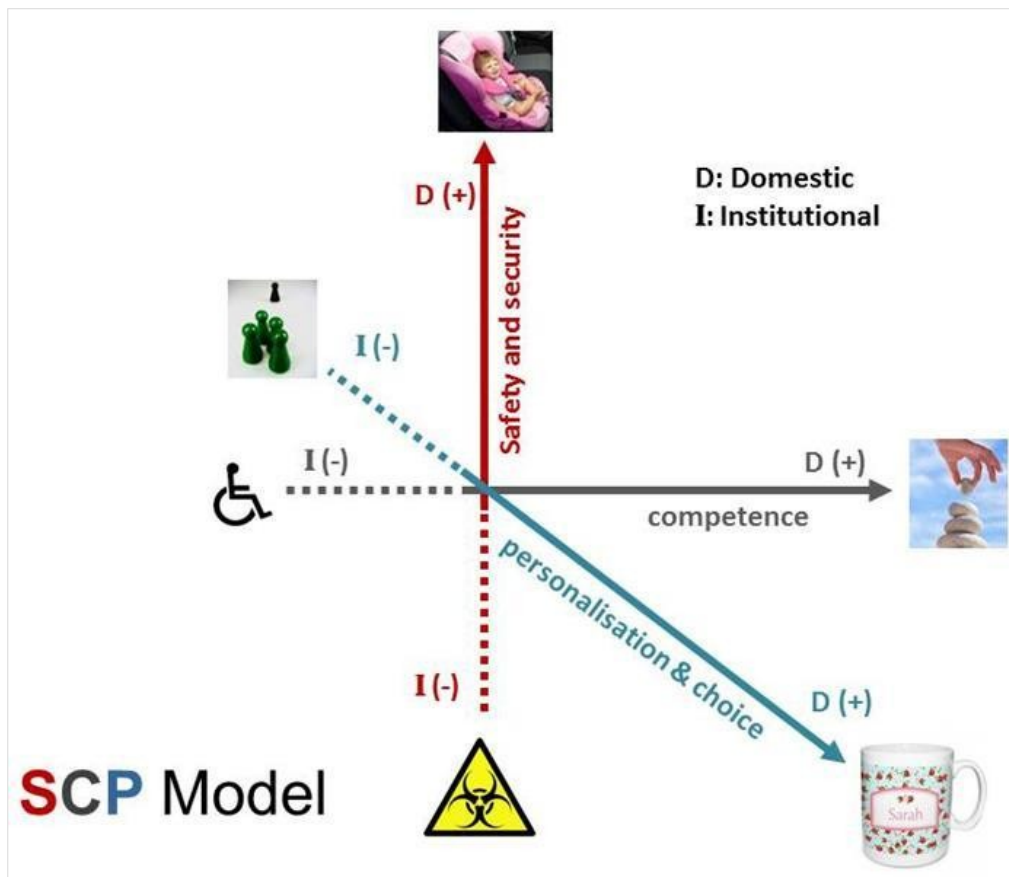 D (+)
D: Domestic
I: Institutional
Safety and security
I (-)
I (-)
D (+)
competence
personalisation & choice
I (-)
D (+)
SCP Model
Sarah